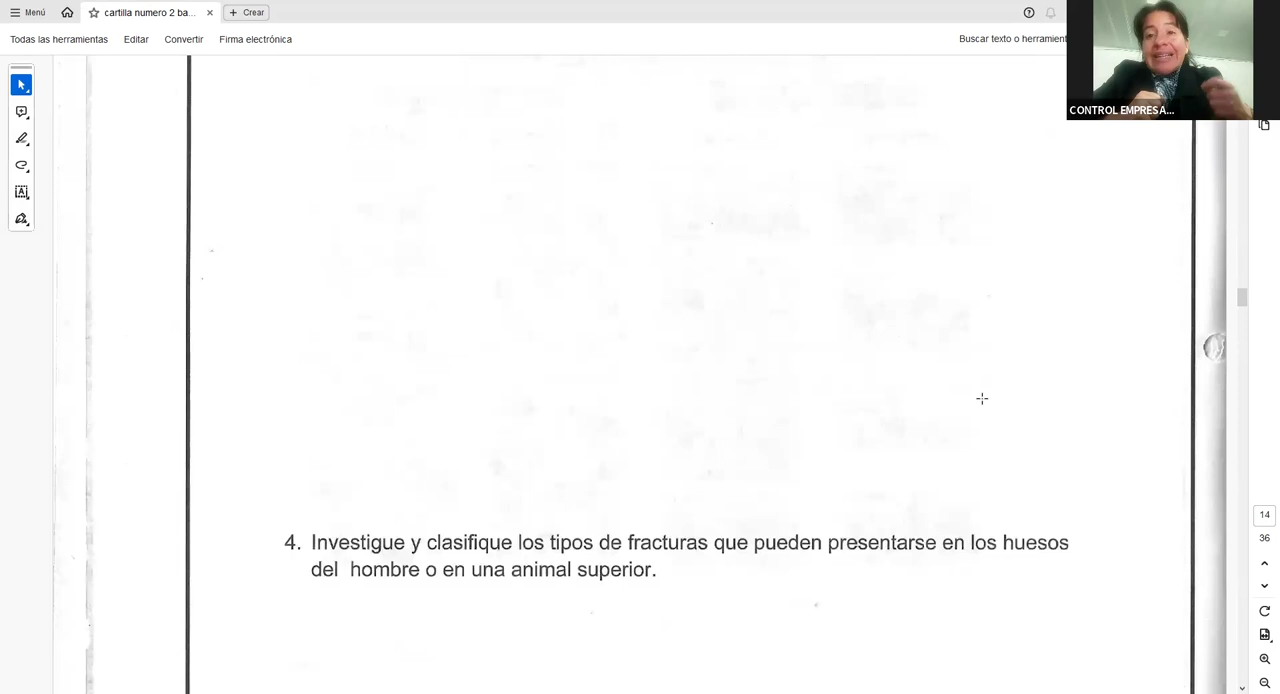 Menú
cartilla numero 2 ba...
Crear
Todas las herramientas
Editar
Convertir
Firma electrónica
Buscar texto o herramient
CONTROL EMPRESA...
4. Investigue y clasifique los tipos de fracturas que pueden presentarse en los huesos
del hombre o en una animal superior.
14
36